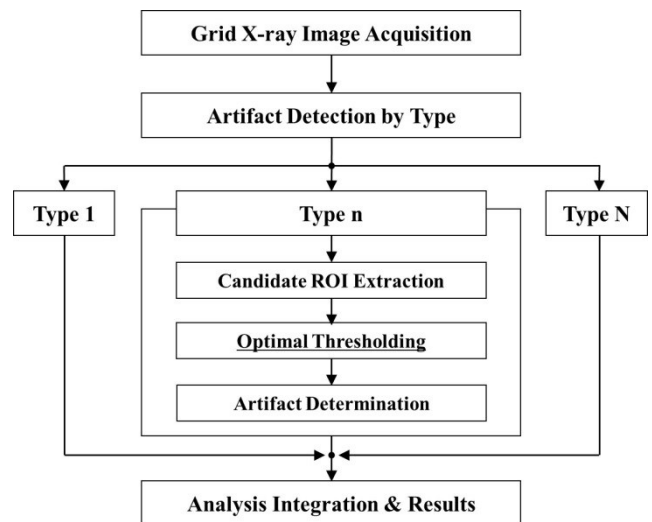 Grid X-ray Image Acquisition
Artifact Detection by Type
Type 1
Type n
Type N
Candidate ROI Extraction
Optimal Thresholding
Artifact Determination
Analysis Integration & Results